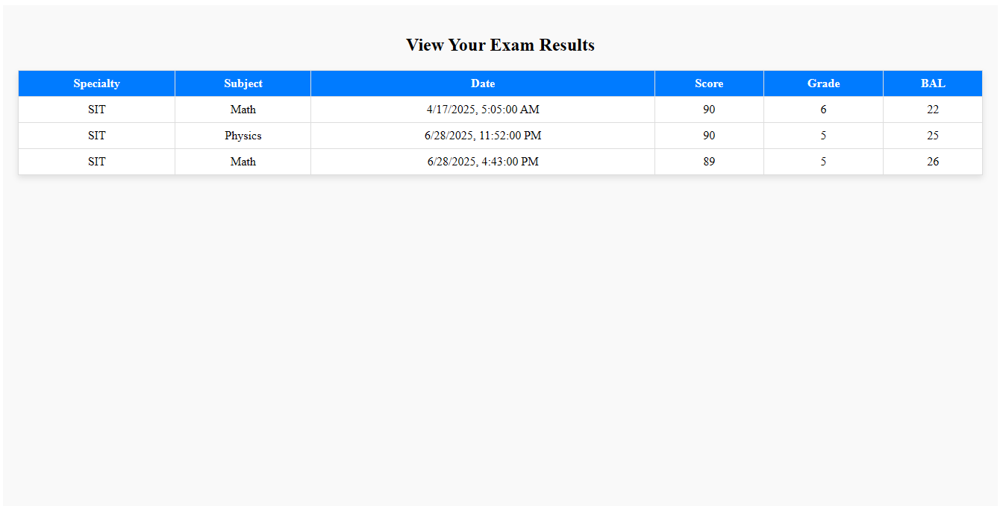 View Your Exam Results
Specialty Subject Date Score Grade BAL
SIT Math 4/17/2025, 5:05:00 AM 90 6 22
SIT Physics 6/28/2025, 11:52:00 PM 90 5 25
SIT Math 6/28/2025, 4:43:00 PM 89 5 26